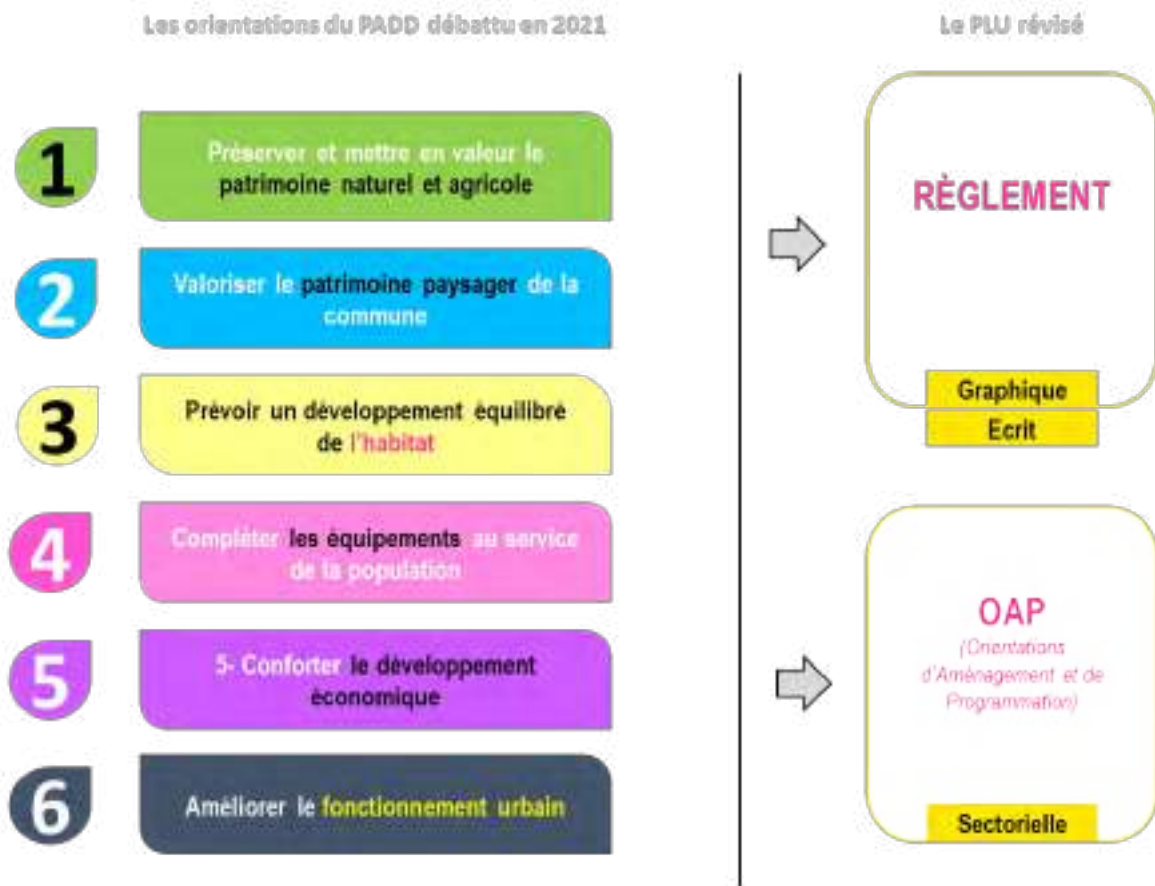 Les orientations du PADD débattu en 2021
Le PLU révisé
1
Préserver et mettre en valeur le
patrimoine naturel et agricole
2
Valoriser le patrimoine paysager de la
commune
3
Prévoir un développement équilibré
de l'habitat
4
Compléter les équipements au service
de la population
5
5- Conforter le développement
économique
6
Améliorer le fonctionnement urbain
RÈGLEMENT
Graphique
Ecrit
OAP
(Orientations
d'Aménagement et de
Programmation)
Sectorielle